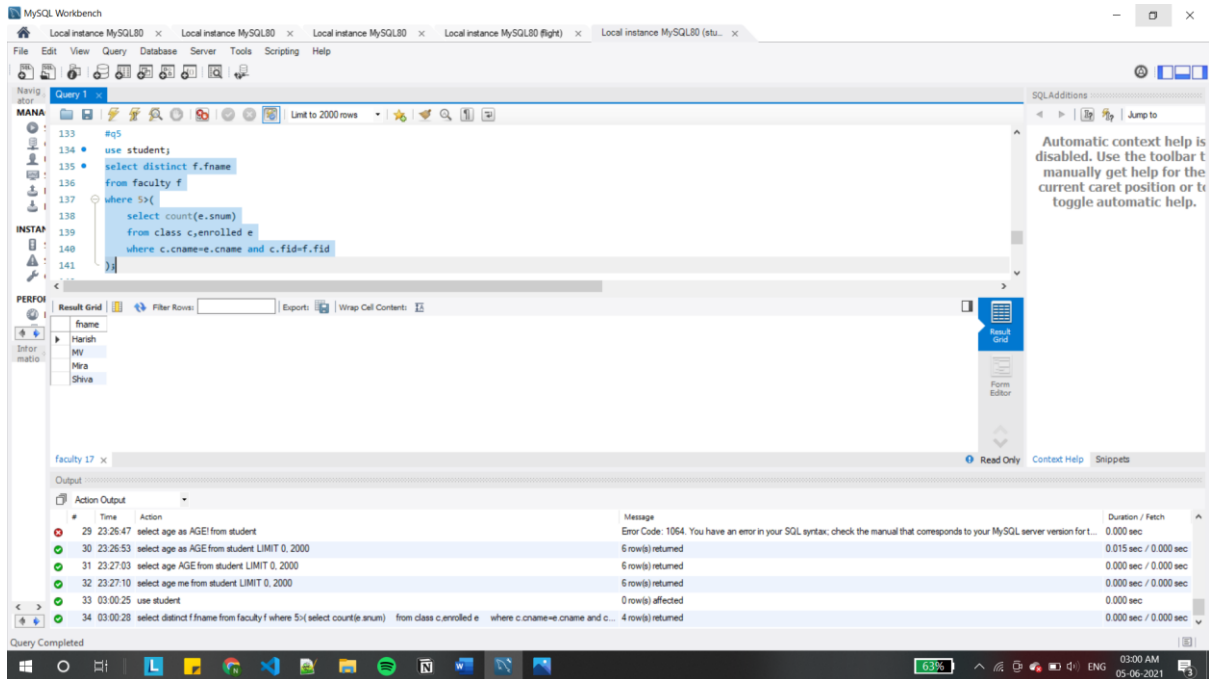 MySQL Workbench
Local instance MySQL80 × Local instance MySQL80 × Local instance MySQL80 × Local instance MySQL80 (flight) × Local instance MySQL80 (stu... ×
File Edit View Query Database Server Tools Scripting Help
Navig
ator
MANA
INSTAN
PERFOR
Infor
matio
Query 1 ×
Limit to 2000 rows
133 #q5
134 use student;
135 select distinct f.fname
136 from faculty f
137 where 5>(
138 select count(e.snum)
139 from class c,enrolled e
140 where c.cname=e.cname and c.fid=f.fid
141 );
Result Grid Filter Rows: Export: Wrap Cell Content:
fname
Harish
MV
Mira
Shiva
Result
Grid
Form
Editor
faculty 17 × Read Only
SQLAdditions
Jump to
Automatic context help is
disabled. Use the toolbar t
manually get help for the
current caret position or to
toggle automatic help.
Context Help Snippets
Output
Action Output
# Time Action Message Duration / Fetch
29 23:26:47 select age as AGE! from student Error Code: 1064. You have an error in your SQL syntax; check the manual that corresponds to your MySQL server version for t... 0.000 sec
30 23:26:53 select age as AGE from student LIMIT 0, 2000 6 row(s) returned 0.015 sec / 0.000 sec
31 23:27:03 select age AGE from student LIMIT 0, 2000 6 row(s) returned 0.000 sec / 0.000 sec
32 23:27:10 select age me from student LIMIT 0, 2000 6 row(s) returned 0.000 sec / 0.000 sec
33 03:00:25 use student 0 row(s) affected 0.000 sec
34 03:00:28 select distinct f.fname from faculty f where 5>( select count(e.snum) from class c,enrolled e where c.cname=e.cname and c... 4 row(s) returned 0.000 sec / 0.000 sec
Query Completed
63% ENG 03:00 AM
05-06-2021